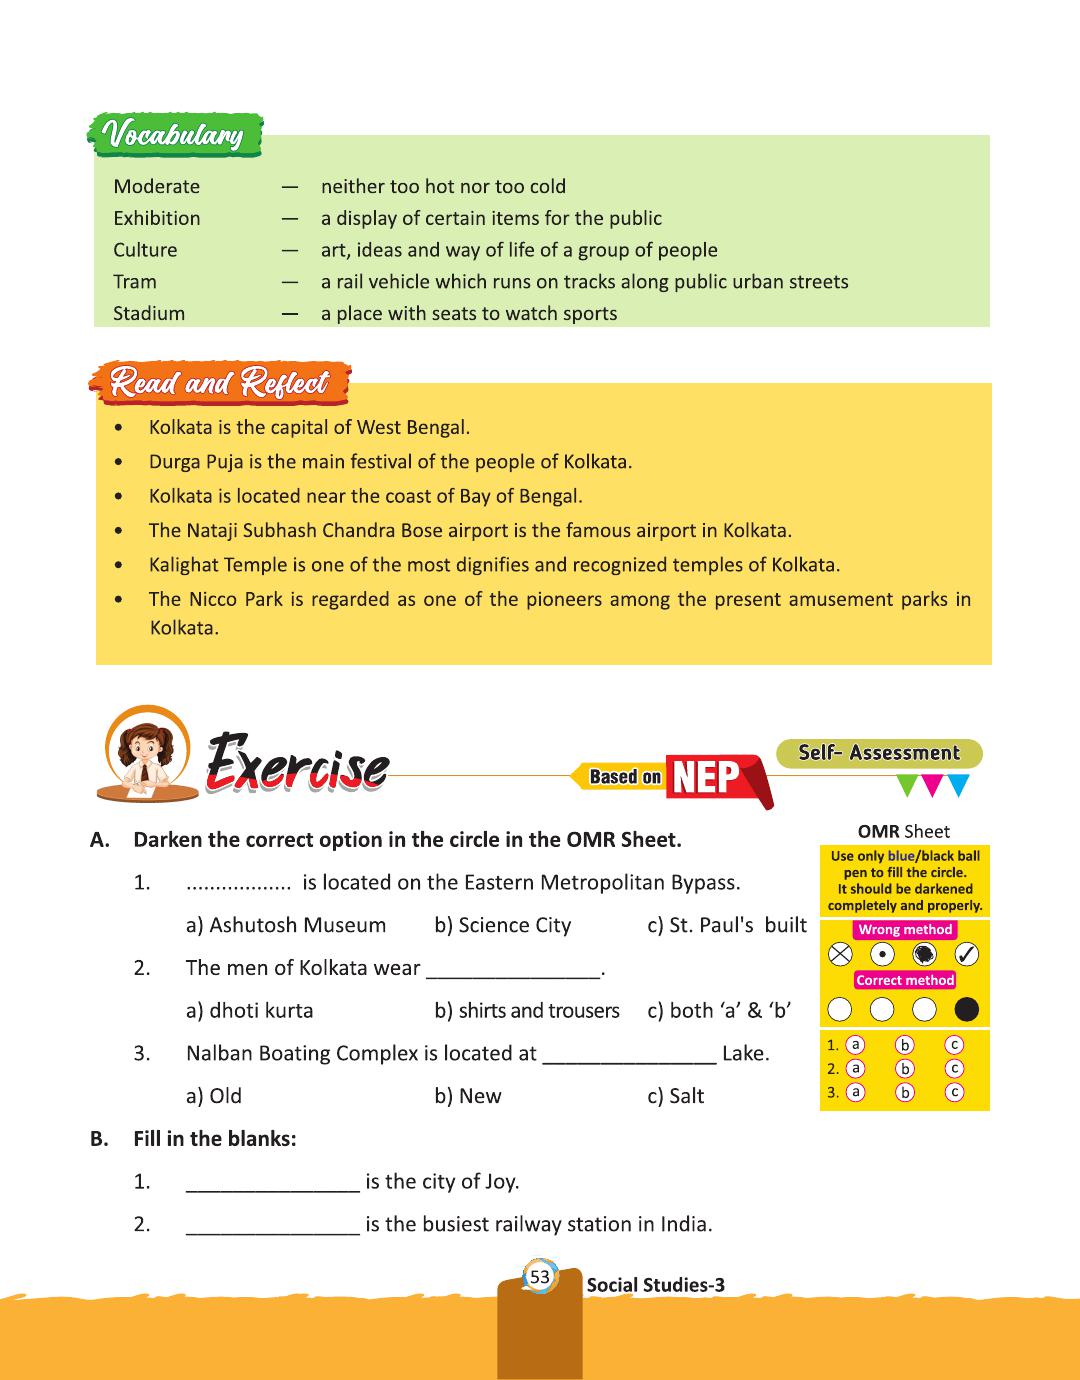 Vocabulary
Moderate — neither too hot nor too cold
Exhibition — a display of certain items for the public
Culture — art, ideas and way of life of a group of people
Tram — a rail vehicle which runs on tracks along public urban streets
Stadium — a place with seats to watch sports
Read and Reflect
• Kolkata is the capital of West Bengal.
• Durga Puja is the main festival of the people of Kolkata.
• Kolkata is located near the coast of Bay of Bengal.
• The Nataji Subhash Chandra Bose airport is the famous airport in Kolkata.
• Kalighat Temple is one of the most dignifies and recognized temples of Kolkata.
• The Nicco Park is regarded as one of the pioneers among the present amusement parks in
Kolkata.
Exercise
Based on NEP
Self- Assessment
A. Darken the correct option in the circle in the OMR Sheet.
1. .................. is located on the Eastern Metropolitan Bypass.
a) Ashutosh Museum b) Science City c) St. Paul's built
2. The men of Kolkata wear _______________.
a) dhoti kurta b) shirts and trousers c) both ‘a’ & ‘b’
3. Nalban Boating Complex is located at _______________ Lake.
a) Old b) New c) Salt
OMR Sheet
Use only blue/black ball
pen to fill the circle.
It should be darkened
completely and properly.
Wrong method
Correct method
1. a b c
2. a b c
3. a b c
B. Fill in the blanks:
1. _______________ is the city of Joy.
2. _______________ is the busiest railway station in India.
53
Social Studies-3